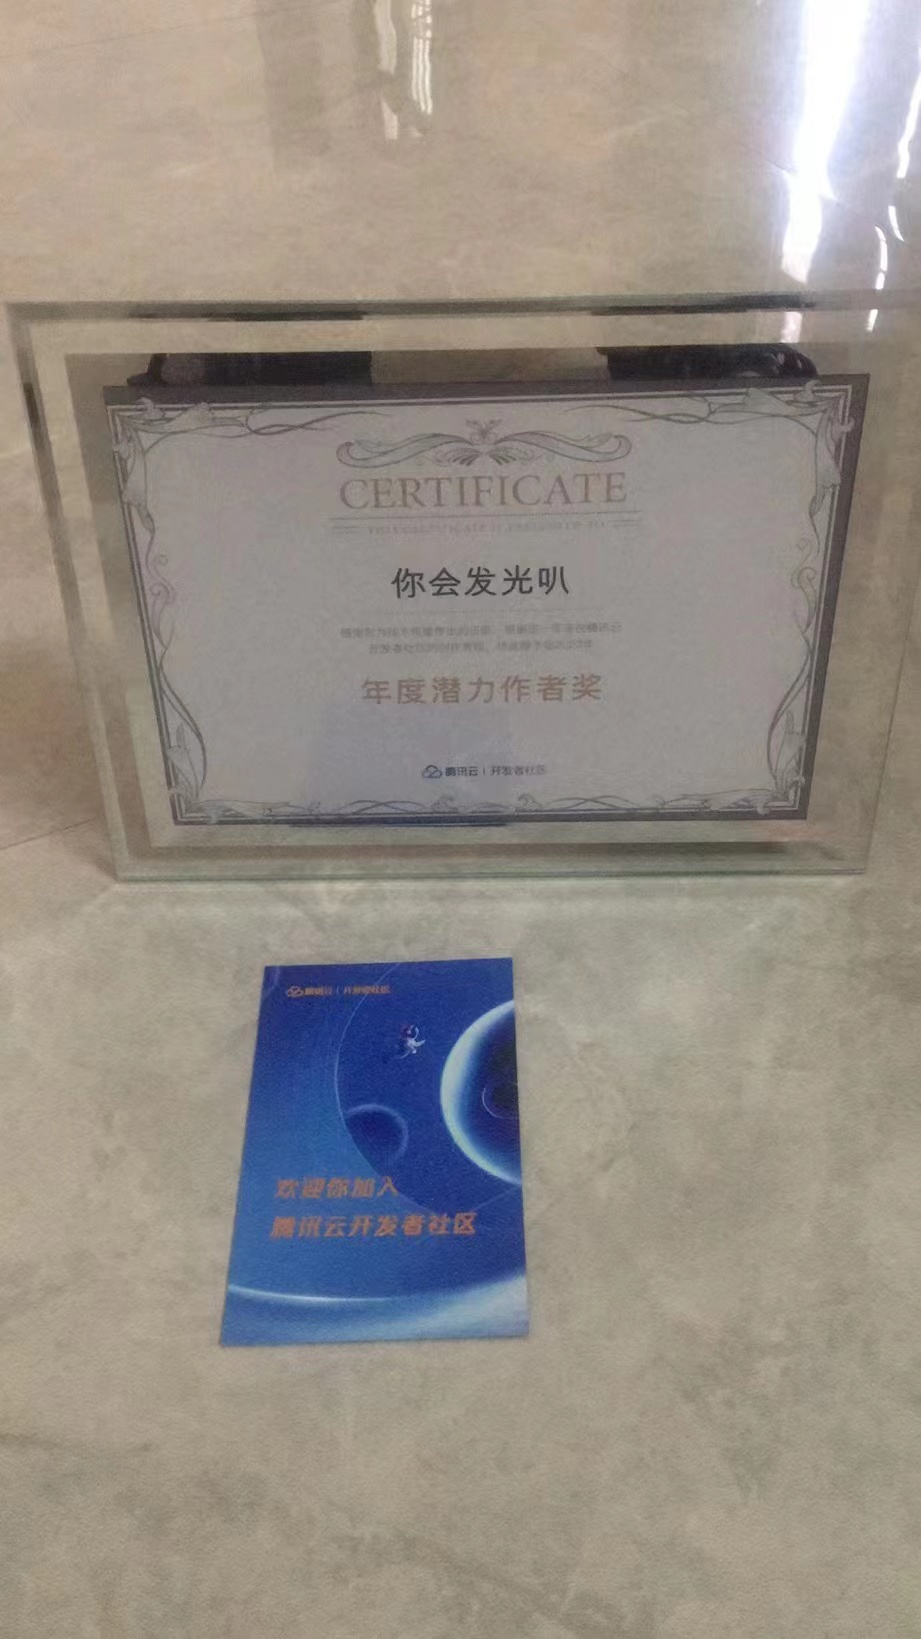 CERTIFICATE
THIS CERTIFICATE IS PRESENTED TO
你会发光叭
年度潜力作者奖
腾讯云 | 开发者社区
腾讯云 | 开发者社区
欢迎你加入
腾讯云开发者社区